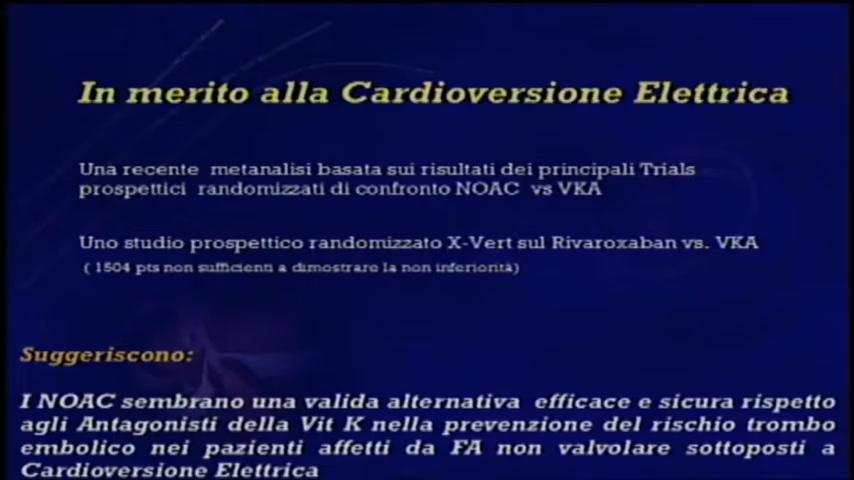 In merito alla Cardioversione Elettrica
Una recente metanalisi basata sui risultati dei principali Trials
prospettici randomizzati di confronto NOAC vs VKA
Uno studio prospettico randomizzato X-Vert sul Rivaroxaban vs. VKA
( 1504 pts non sufficienti a dimostrare la non inferiorità)
Suggeriscono:
I NOAC sembrano una valida alternativa efficace e sicura rispetto
agli Antagonisti della Vit K nella prevenzione del rischio trombo
embolico nei pazienti affetti da FA non valvolare sottoposti a
Cardioversione Elettrica